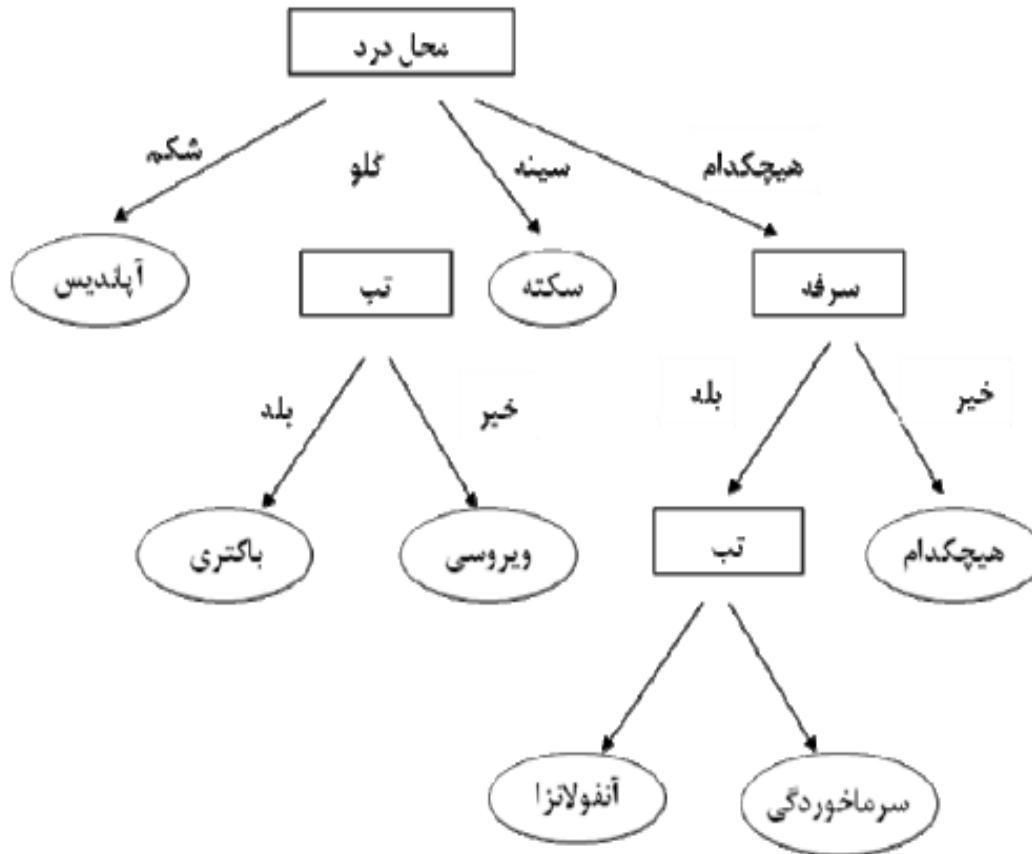 محل درد
شکم
گلو
سینه
هیچکدام
آپاندیس
تب
سکته
سرفه
بله
خیر
بله
خیر
باکتری
ویروسی
تب
هیچکدام
آنفولانزا
سرماخوردگی